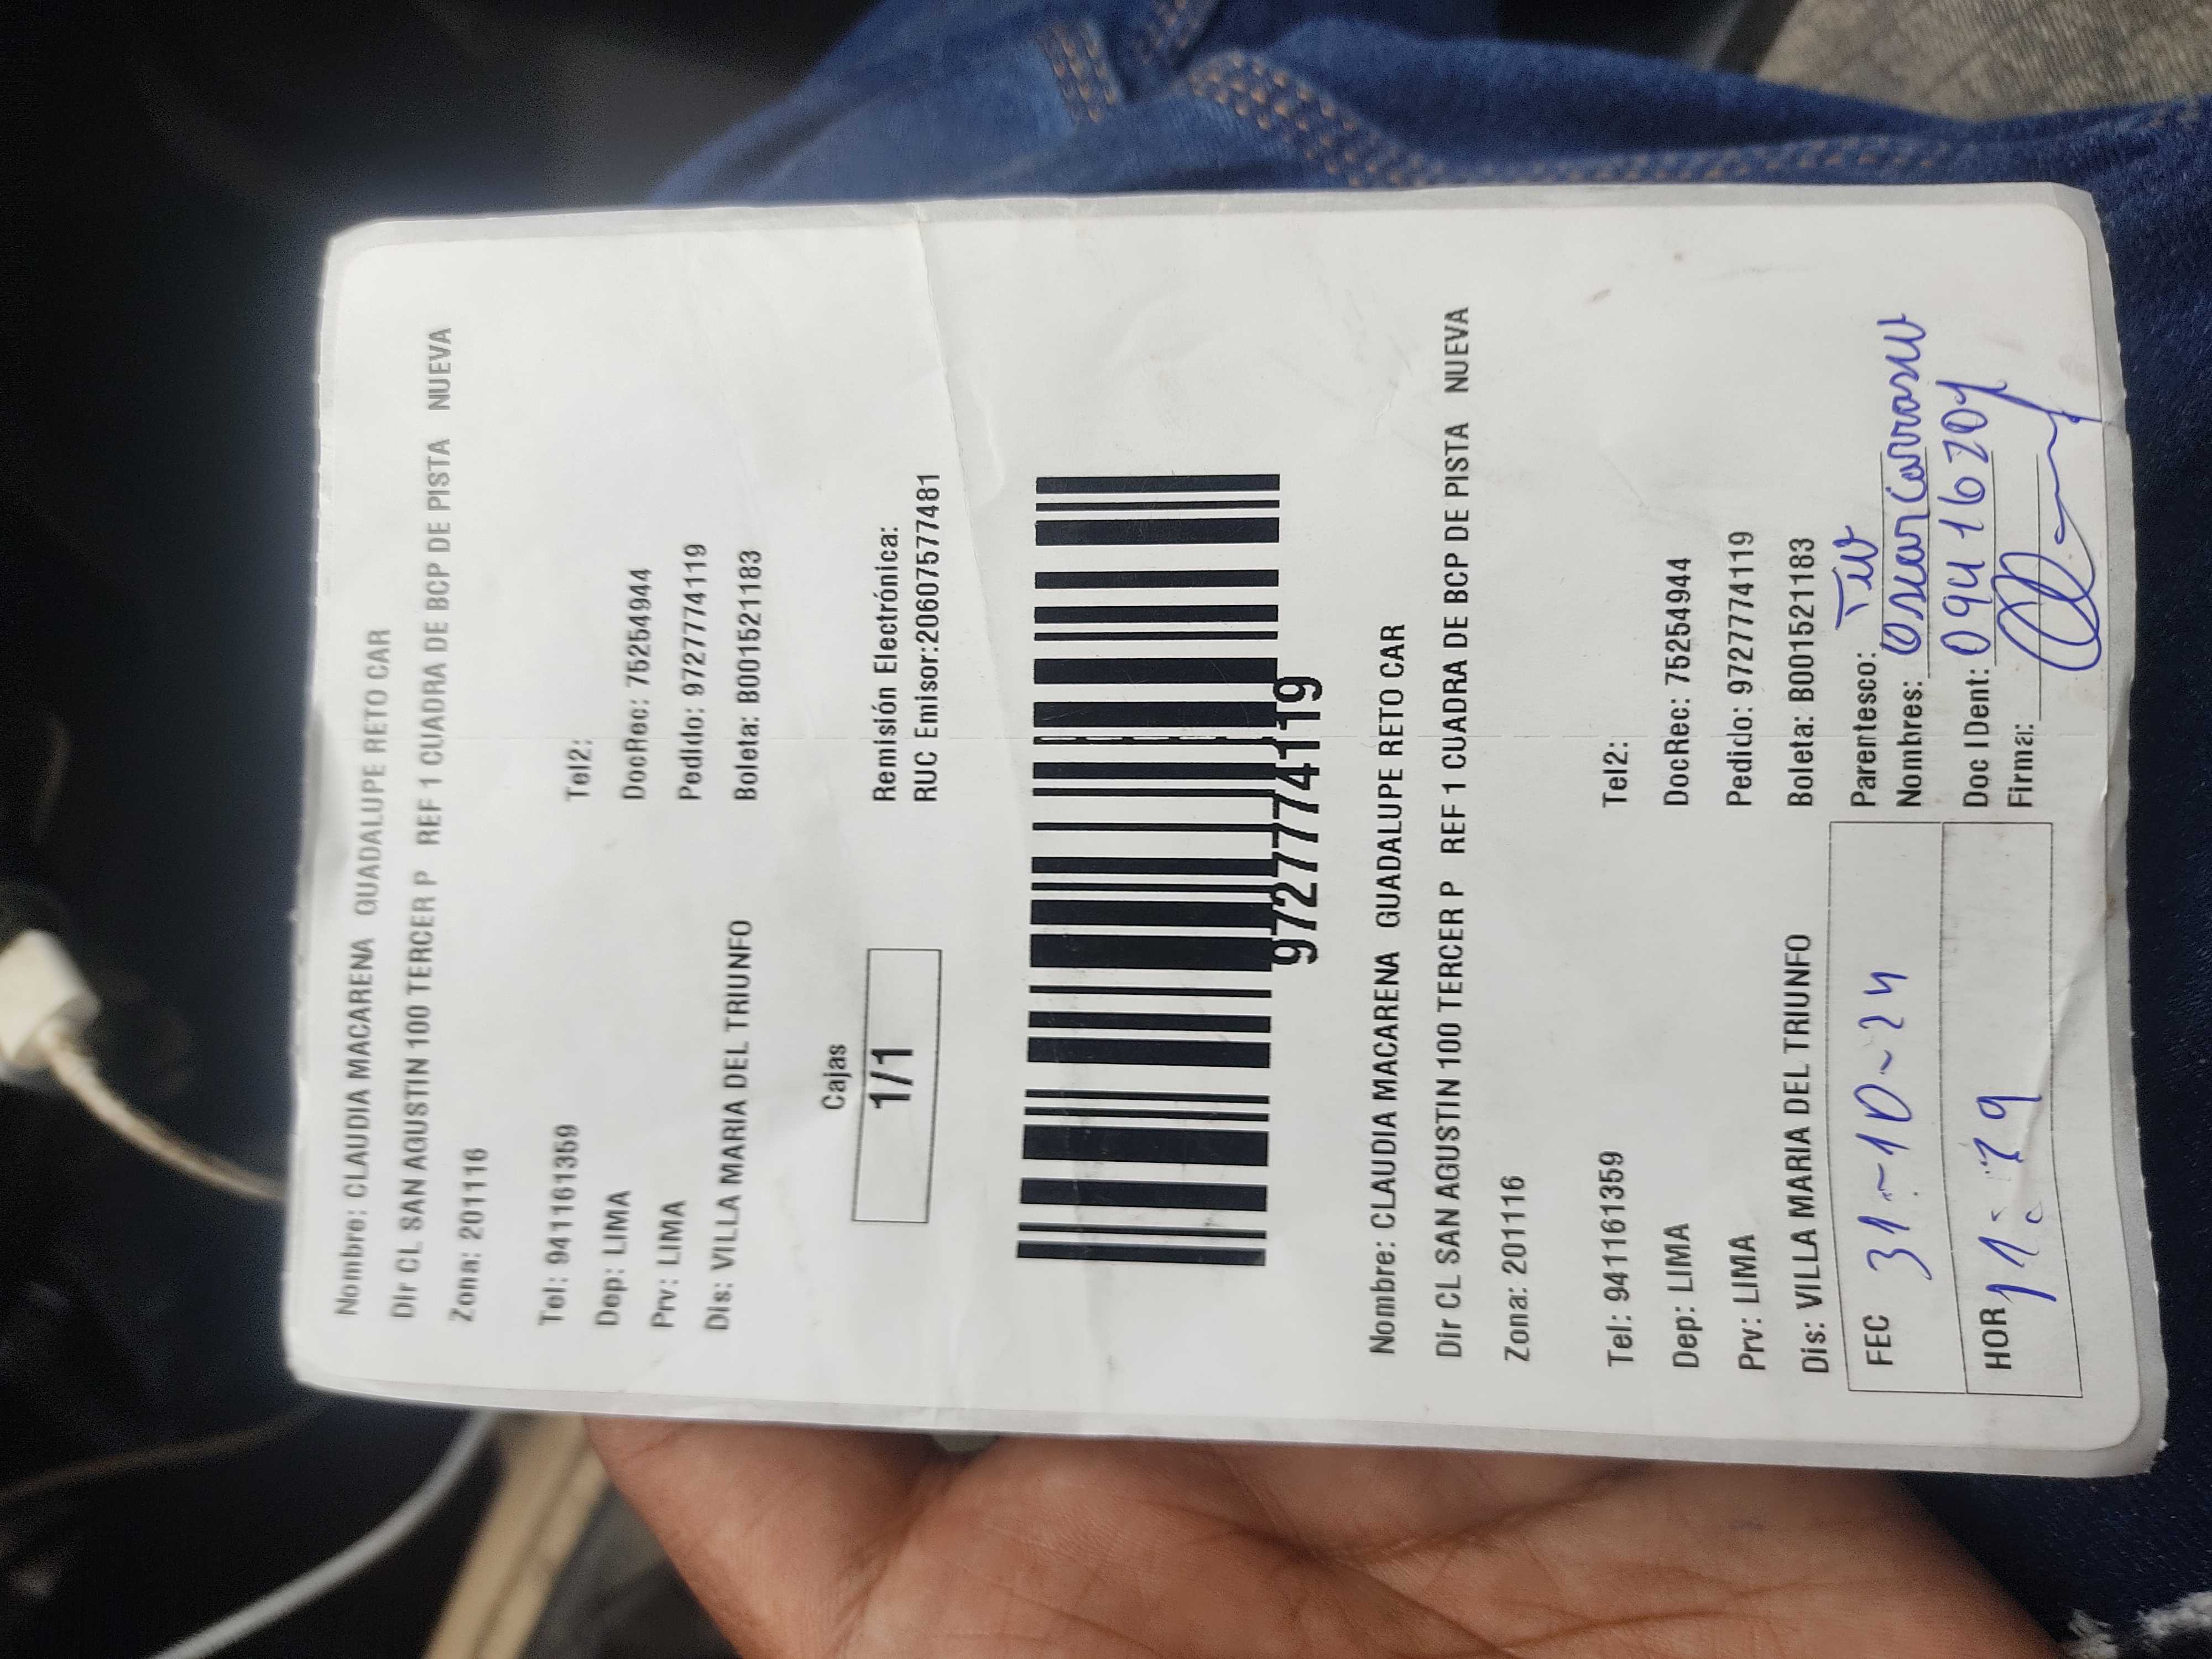 Nombre: CLAUDIA MACARENA GUADALUPE RETO CAR
Dir CL SAN AGUSTIN 100 TERCER P REF 1 CUADRA DE BCP DE PISTA NUEVA
Zona: 201116
Tel: 941161359 Tel2:
Dep: LIMA DocRec: 75254944
Prv: LIMA Pedido: 9727774119
Dis: VILLA MARIA DEL TRIUNFO Boleta: B001521183
Cajas
1/1
Remisión Electrónica:
RUC Emisor:20607577481
9727774119
Nombre: CLAUDIA MACARENA GUADALUPE RETO CAR
Dir CL SAN AGUSTIN 100 TERCER P REF 1 CUADRA DE BCP DE PISTA NUEVA
Zona: 201116
Tel: 941161359 Tel2:
Dep: LIMA DocRec: 75254944
Prv: LIMA Pedido: 9727774119
Dis: VILLA MARIA DEL TRIUNFO Boleta: B001521183
FEC 31-10-24
HOR
Parentesco: Tio
Nombres: Oscar Carrasco
Doc IDent:
Firma: